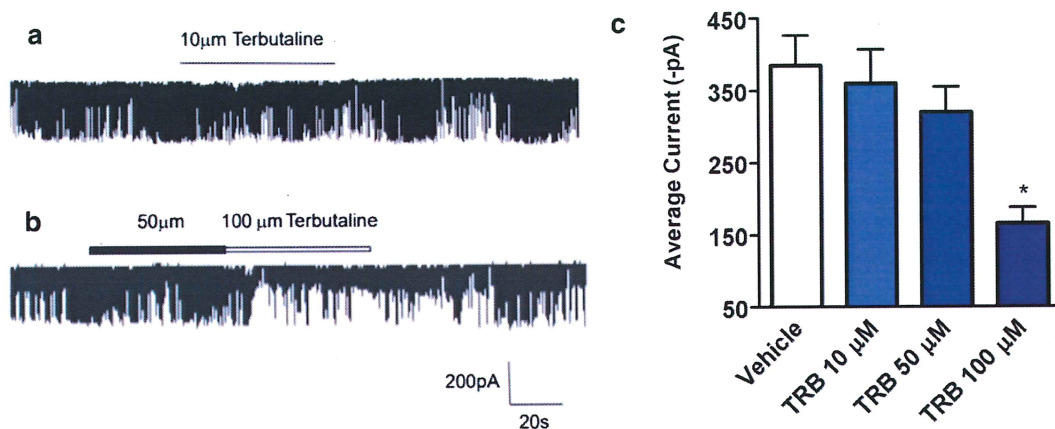 a
10µm Terbutaline
b
50µm
100 µm Terbutaline
200pA
20s
c
Average Current (-pA)
450
350
250
150
50
*
Vehicle
TRB 10 µM
TRB 50 µM
TRB 100 µM